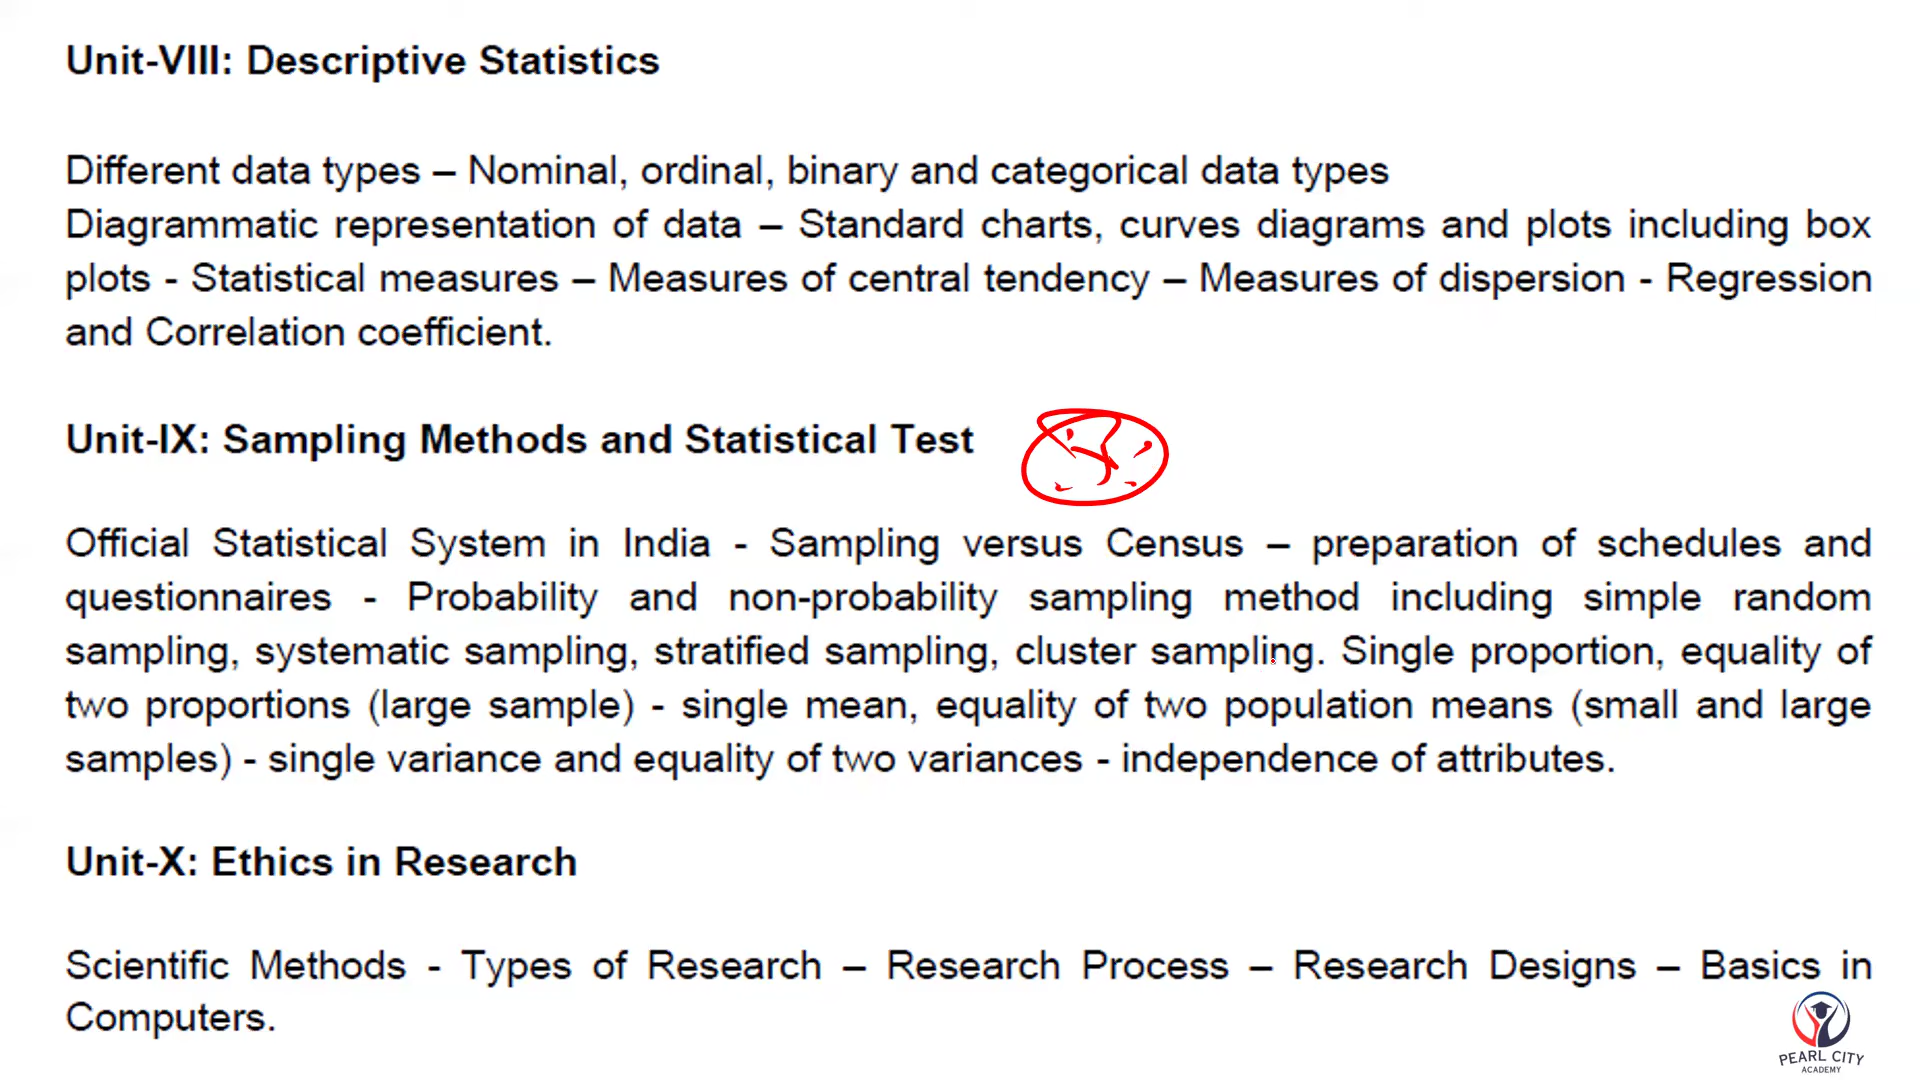 Unit-VIII: Descriptive Statistics
Different data types – Nominal, ordinal, binary and categorical data types
Diagrammatic representation of data – Standard charts, curves diagrams and plots including box
plots - Statistical measures – Measures of central tendency – Measures of dispersion - Regression
and Correlation coefficient.
Unit-IX: Sampling Methods and Statistical Test
Official Statistical System in India - Sampling versus Census – preparation of schedules and
questionnaires - Probability and non-probability sampling method including simple random
sampling, systematic sampling, stratified sampling, cluster sampling. Single proportion, equality of
two proportions (large sample) - single mean, equality of two population means (small and large
samples) - single variance and equality of two variances - independence of attributes.
Unit-X: Ethics in Research
Scientific Methods - Types of Research – Research Process – Research Designs – Basics in
Computers.
PEARL CITY
ACADEMY